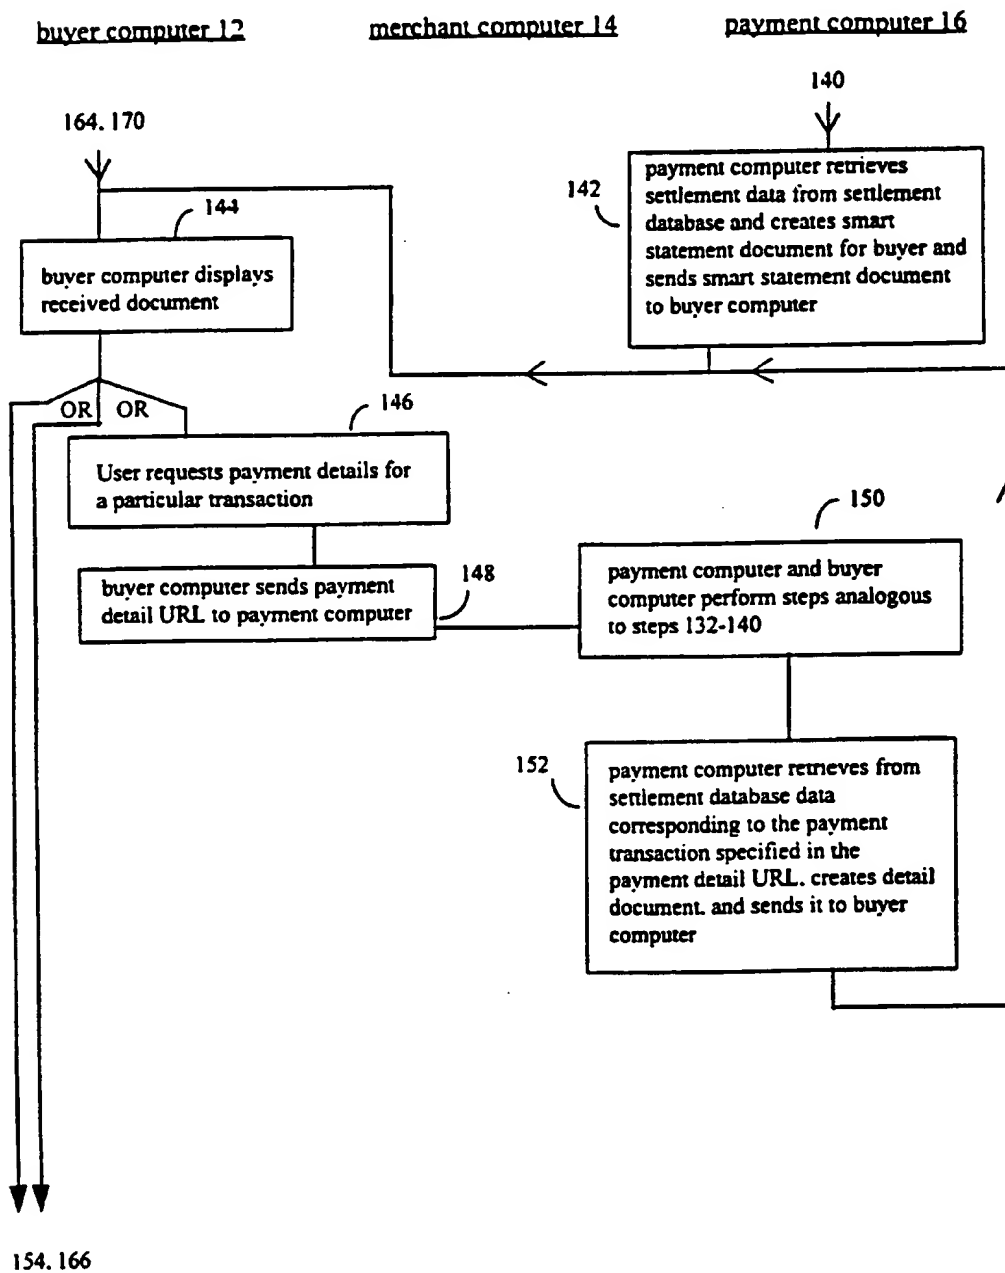 buyer computer 12
merchant computer 14
payment computer 16
140
164. 170
payment computer retrieves
settlement data from settlement
database and creates smart
statement document for buyer and
sends smart statement document
to buyer computer
142
144
buyer computer displays
received document
OR
OR
146
User requests payment details for
a particular transaction
150
148
buyer computer sends payment
detail URL to payment computer
payment computer and buyer
computer perform steps analogous
to steps 132-140
152
payment computer retrieves from
settlement database data
corresponding to the payment
transaction specified in the
payment detail URL. creates detail
document. and sends it to buyer
computer
154. 166